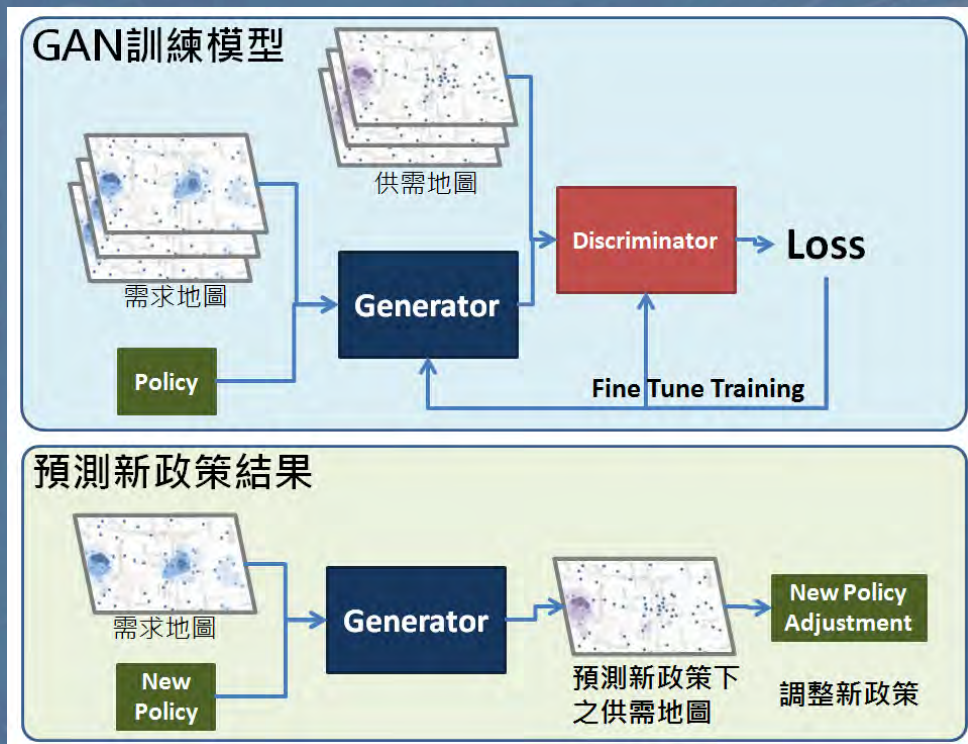 GAN訓練模型
供需地圖
需求地圖
Policy
Generator
Discriminator
Loss
Fine Tune Training
預測新政策結果
需求地圖
New
Policy
Generator
預測新政策下
之供需地圖
New Policy
Adjustment
調整新政策